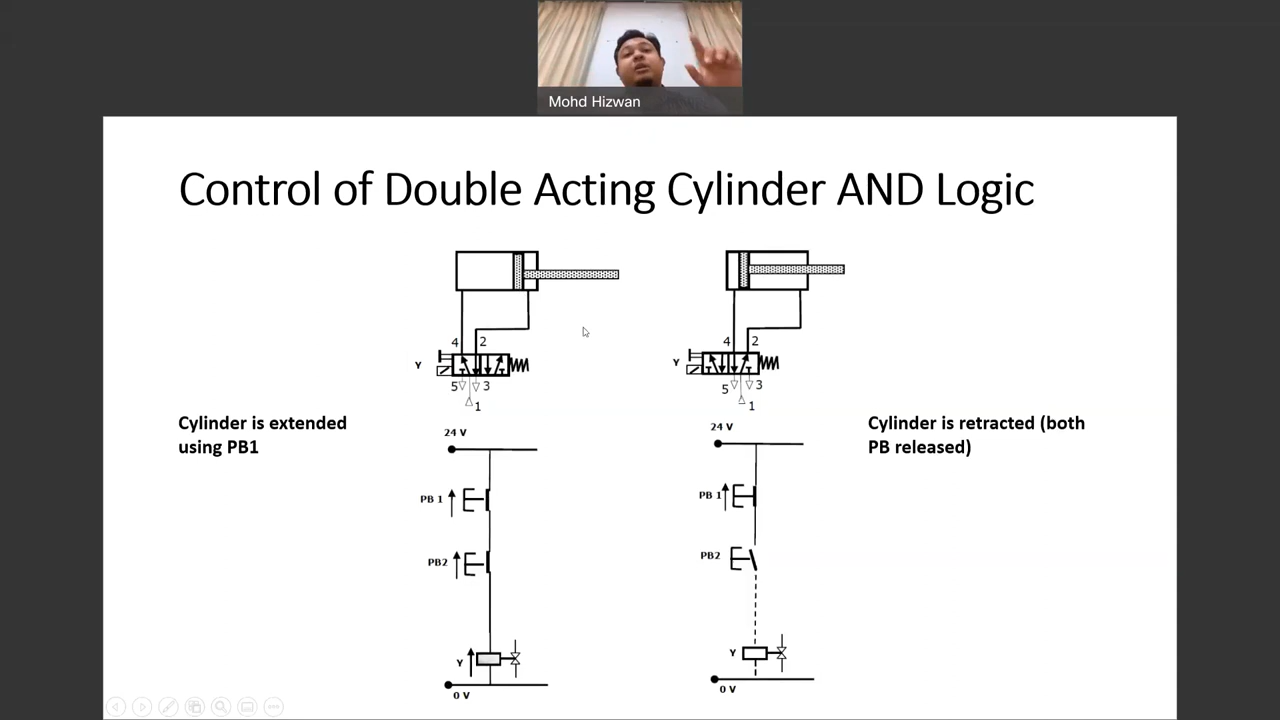 Mohd Hizwan
Control of Double Acting Cylinder AND Logic
4 2
Y
5 3
1
4 2
Y
5 3
1
Cylinder is extended
using PB1
24 V
PB 1
PB2
Y
0 V
24 V
PB 1
PB2
Y
0 V
Cylinder is retracted (both
PB released)